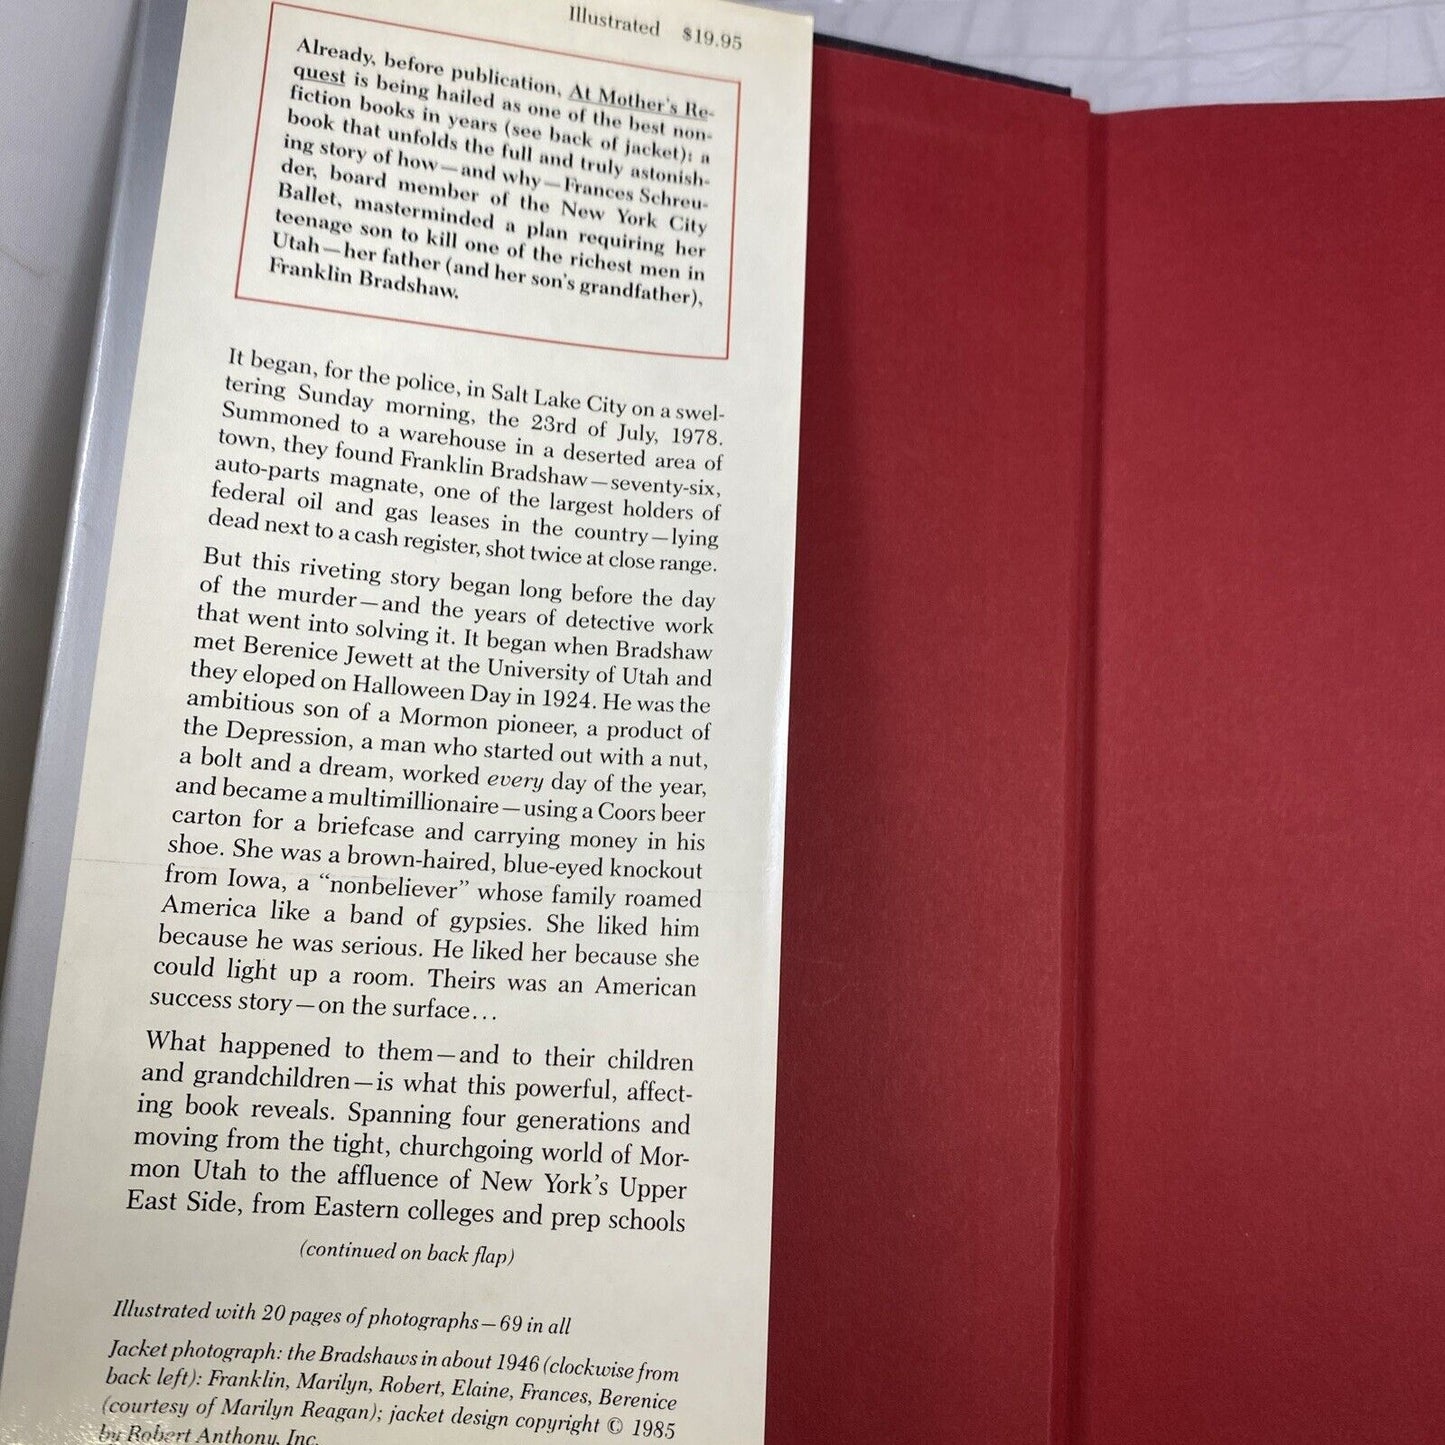 Illustrated $19.95
Already, before publication, At Mother's Re-
quest is being hailed as one of the best non-
fiction books in years (see back of jacket): a
book that unfolds the full and truly astonish-
ing story of how—and why—Frances Schreu-
der, board member of the New York City
Ballet, masterminded a plan requiring her
teenage son to kill one of the richest men in
Utah—her father (and her son's grandfather),
Franklin Bradshaw.
It began, for the police, in Salt Lake City on a swel-
tering Sunday morning, the 23rd of July, 1978.
Summoned to a warehouse in a deserted area of
town, they found Franklin Bradshaw—seventy-six,
auto-parts magnate, one of the largest holders of
federal oil and gas leases in the country—lying
dead next to a cash register, shot twice at close range.
But this riveting story began long before the day
of the murder—and the years of detective work
that went into solving it. It began when Bradshaw
met Berenice Jewett at the University of Utah and
they eloped on Halloween Day in 1924. He was the
ambitious son of a Mormon pioneer, a product of
the Depression, a man who started out with a nut,
a bolt and a dream, worked every day of the year,
and became a multimillionaire—using a Coors beer
carton for a briefcase and carrying money in his
shoe. She was a brown-haired, blue-eyed knockout
from Iowa, a “nonbeliever” whose family roamed
America like a band of gypsies. She liked him
because he was serious. He liked her because she
could light up a room. Theirs was an American
success story—on the surface...
What happened to them—and to their children
and grandchildren—is what this powerful, affect-
ing book reveals. Spanning four generations and
moving from the tight, churchgoing world of Mor-
mon Utah to the affluence of New York’s Upper
East Side, from Eastern colleges and prep schools
(continued on back flap)
Illustrated with 20 pages of photographs—69 in all
Jacket photograph: the Bradshaws in about 1946 (clockwise from
back left): Franklin, Marilyn, Robert, Elaine, Frances, Berenice
(courtesy of Marilyn Reagan); jacket design copyright © 1985
by Robert Anthony, Inc.